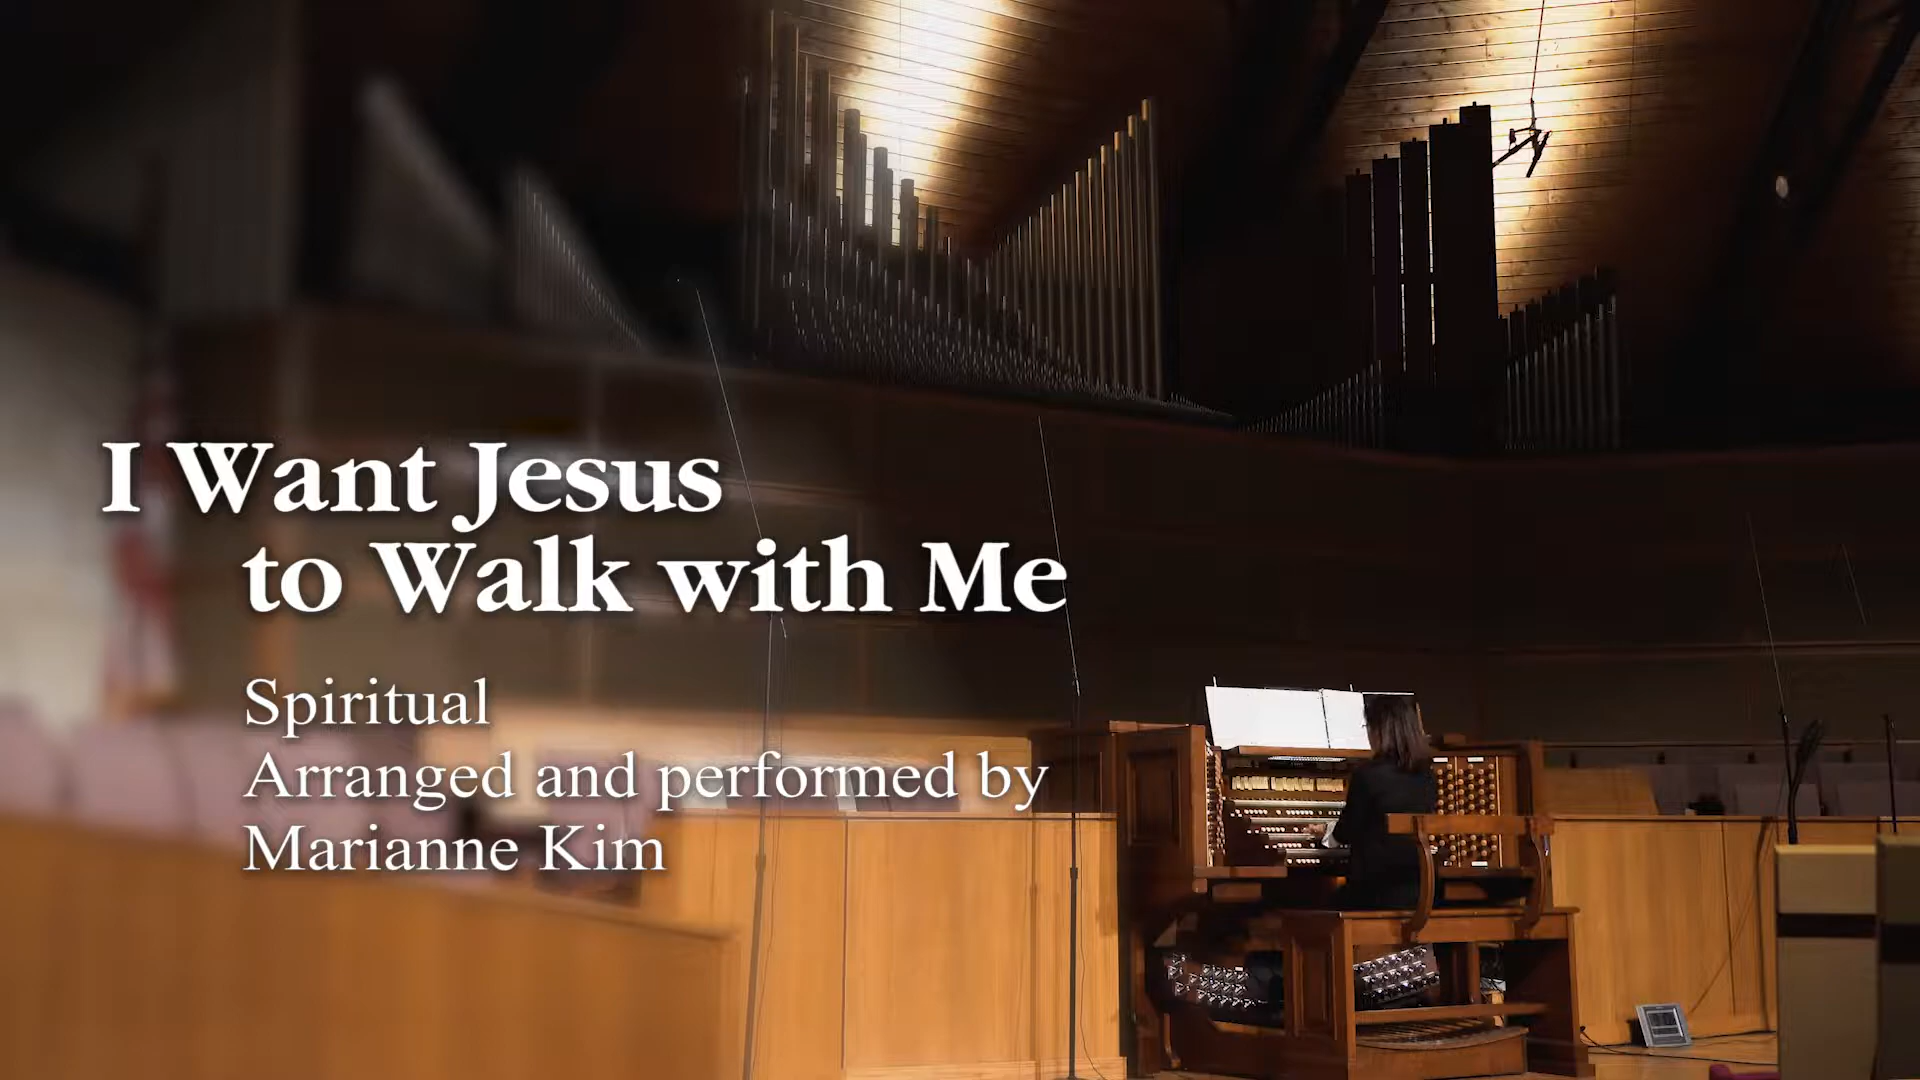 I Want Jesus
to Walk with Me
Spiritual
Arranged and performed by
Marianne Kim